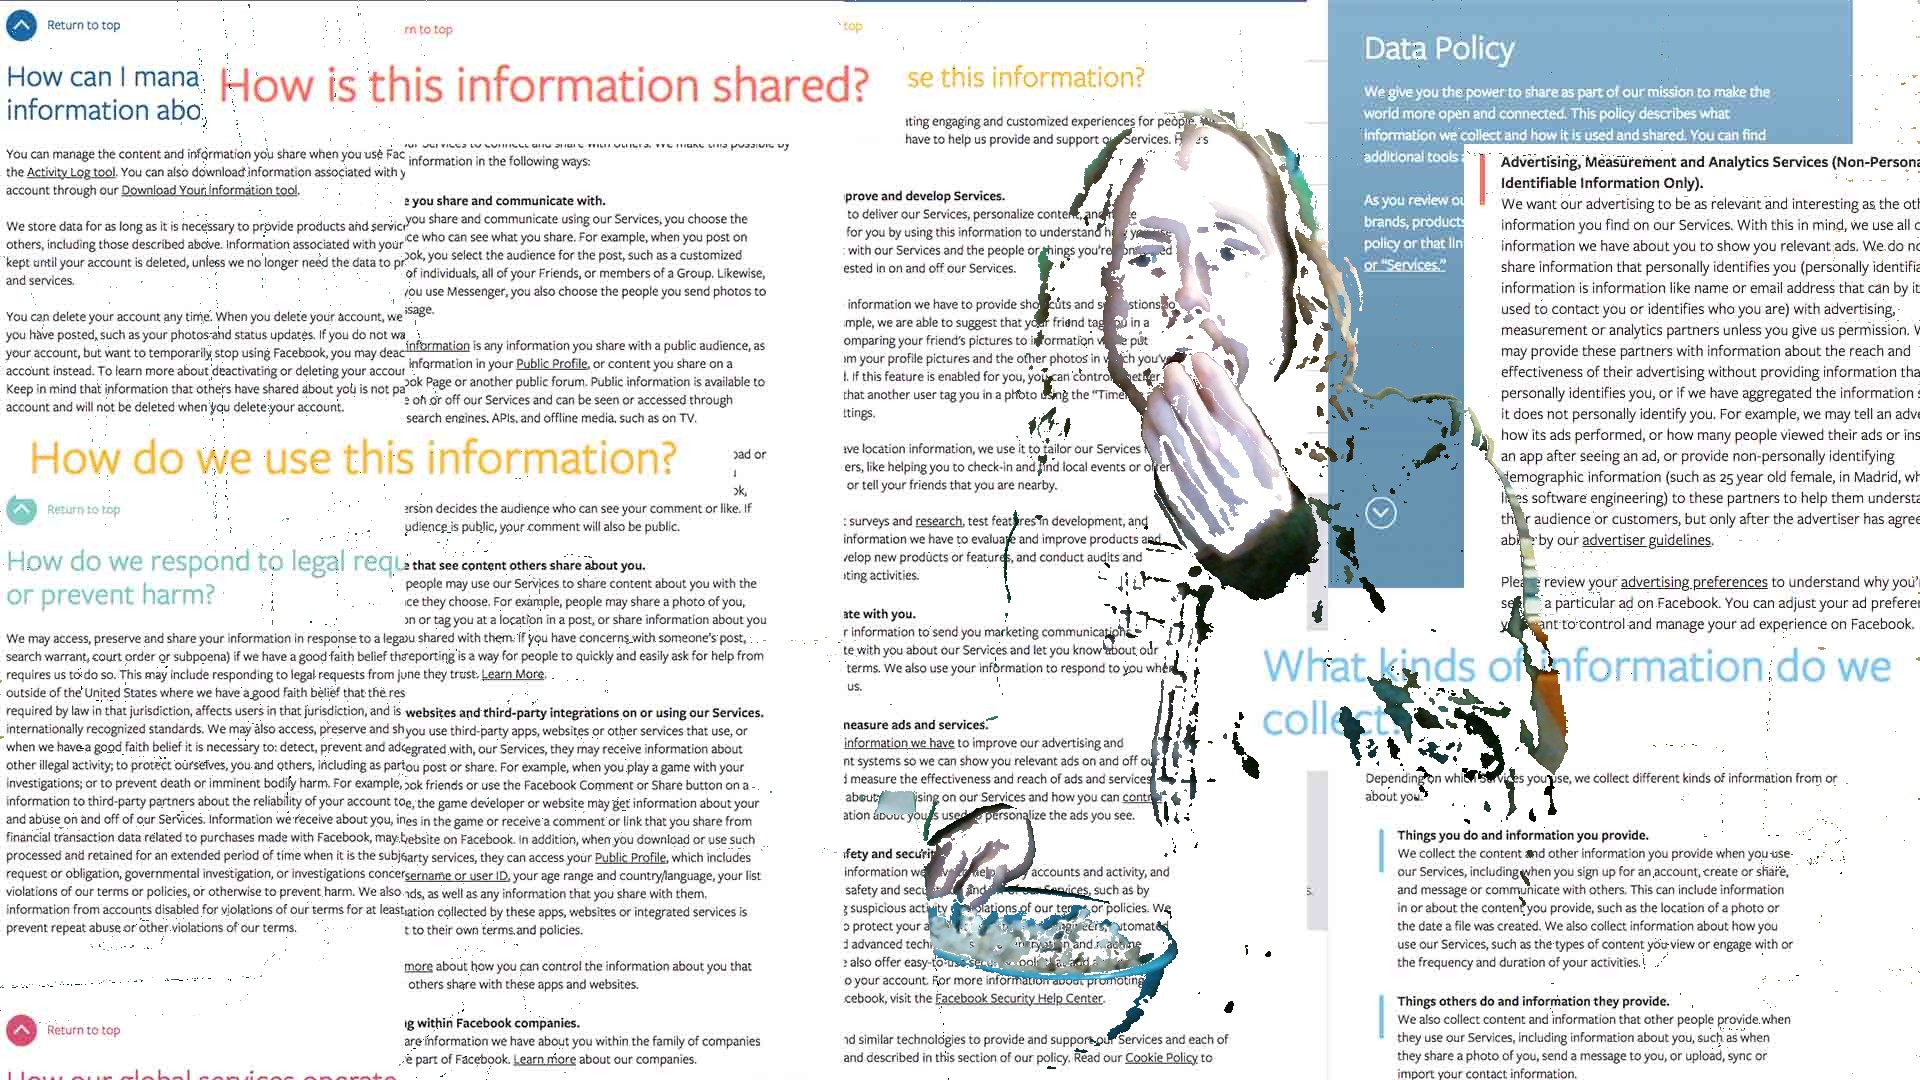 Return to top
How can I mana
information abo
You can manage the content and information you share when you use Fac
the Activity Log tool. You can also download information associated with y
account through our Download Your Information tool.
We store data for as long as it is necessary to provide products and service
others, including those described above. Information associated with your
kept until your account is deleted, unless we no longer need the data to pr
and services.
You can delete your account any time. When you delete your account, we
you have posted, such as your photos and status updates. If you do not wa
your account, but want to temporarily stop using Facebook, you may deac
account instead. To learn more about deactivating or deleting your accour
Keep in mind that information that others have shared about you is not pa
account and will not be deleted when you delete your account.
How do we use this information?
Return to top
How do we respond to legal requ
or prevent harm?
We may access, preserve and share your information in response to a lega
search warrant, court order or subpoena) if we have a good faith belief th
requires us to do so. This may include responding to legal requests from j
outside of the United States where we have a good faith belief that the res
required by law in that jurisdiction, affects users in that jurisdiction, and is
internationally recognized standards. We may also access, preserve and sh
when we have a good faith belief it is necessary to: detect, prevent and add
other illegal activity; to protect ourselves, you and others, including as part
investigations; or to prevent death or imminent bodily harm. For example,
information to third-party partners about the reliability of your account to
and abuse on and off of our Services. Information we receive about you, in
financial transaction data related to purchases made with Facebook, may b
processed and retained for an extended period of time when it is the subje
request or obligation, governmental investigation, or investigations concer
violations of our terms or policies, or otherwise to prevent harm. We also
information from accounts disabled for violations of our terms for at least
prevent repeat abuse or other violations of our terms.
Return to top
How our global services operate
rn to top
How is this information shared?
information in the following ways:
e you share and communicate with.
you share and communicate using our Services, you choose the
ce who can see what you share. For example, when you post on
ok, you select the audience for the post, such as a customized
of individuals, all of your Friends, or members of a Group. Likewise,
you use Messenger, you also choose the people you send photos to
sage.
information is any information you share with a public audience, as
information in your Public Profile, or content you share on a
ok Page or another public forum. Public information is available to
e on or off our Services and can be seen or accessed through
search engines, APIs, and offline media, such as on TV.
oad or
ok,
erson decides the audience who can see your comment or like. If
udience is public, your comment will also be public.
e that see content others share about you.
people may use our Services to share content about you with the
ce they choose. For example, people may share a photo of you,
on or tag you at a location in a post, or share information about you
u shared with them. If you have concerns with someone's post,
reporting is a way for people to quickly and easily ask for help from
une they trust. Learn More.
websites and third-party integrations on or using our Services.
you use third-party apps, websites or other services that use, or
egrated with, our Services, they may receive information about
ou post or share. For example, when you play a game with your
ok friends or use the Facebook Comment or Share button on a
e, the game developer or website may get information about your
es in the game or receive a comment or link that you share from
website on Facebook. In addition, when you download or use such
arty services, they can access your Public Profile, which includes
sername or user ID, your age range and country/language, your list
nds, as well as any information that you share with them.
ation collected by these apps, websites or integrated services is
t to their own terms and policies.
more about how you can control the information about you that
others share with these apps and websites.
g within Facebook companies.
are information we have about you within the family of companies
e part of Facebook. Learn more about our companies.
top
se this information?
ating engaging and customized experiences for people. We
have to help us provide and support our Services. Here's
prove and develop Services.
to deliver our Services, personalize content, and make
for you by using this information to understand how you use
with our Services and the people or things you're
ested in on and off our Services.
information we have to provide shortcuts and suggestions
mple, we are able to suggest that your friend tag you in a
omparing your friend's pictures to information we put
m your profile pictures and the other photos in which you've
. If this feature is enabled for you, you can control whether
that another user tag you in a photo using the "Timel
ttings.
ave location information, we use it to tailor our Services
ers, like helping you to check-in and find local events or offers
or tell your friends that you are nearby.
surveys and research, test features in development, and
information we have to evaluate and improve products and
velop new products or features, and conduct audits and
ting activities.
ate with you.
r information to send you marketing communications
te with you about our Services and let you know about our
terms. We also use your information to respond to you when
us.
measure ads and services.
information we have to improve our advertising and
nt systems so we can show you relevant ads on and off our
d measure the effectiveness and reach of ads and services
about ising on our Services and how you can control
ation about you is used personalize the ads you see.
fety and security
information we have help accounts and activity, and
safety and security and off of our Services, such as by
g suspicious activity violations of our terms or policies. We
o protect your a engineers, automated
d advanced tech encryption and machine
e also offer easy-to-use security tools that add a
o your account. For more information about promoting
cebook, visit the Facebook Security Help Center.
nd similar technologies to provide and support our Services and each of
and described in this section of our policy. Read our Cookie Policy to
Data Policy
We give you the power to share as part of our mission to make the
world more open and connected. This policy describes what
information we collect and how it is used and shared. You can find
additional tools a
As you review ou
brands, products
policy or that lin
or "Services."
Advertising, Measurement and Analytics Services (Non-Persona
Identifiable Information Only).
We want our advertising to be as relevant and interesting as the oth
information you find on our Services. With this in mind, we use all o
information we have about you to show you relevant ads. We do no
share information that personally identifies you (personally identifia
information is information like name or email address that can by it
used to contact you or identifies who you are) with advertising,
measurement or analytics partners unless you give us permission. W
may provide these partners with information about the reach and
effectiveness of their advertising without providing information tha
personally identifies you, or if we have aggregated the information s
it does not personally identify you. For example, we may tell an adve
how its ads performed, or how many people viewed their ads or ins
an app after seeing an ad, or provide non-personally identifying
demographic information (such as 25 year old female, in Madrid, wh
likes software engineering) to these partners to help them understa
their audience or customers, but only after the advertiser has agree
abide by our advertiser guidelines.
Please review your advertising preferences to understand why you'r
seeing a particular ad on Facebook. You can adjust your ad preferen
you want to control and manage your ad experience on Facebook.
What kinds of information do we
collect?
Depending on which Services you use, we collect different kinds of information from or
about you.
Things you do and information you provide.
We collect the content and other information you provide when you use
our Services, including when you sign up for an account, create or share,
and message or communicate with others. This can include information
in or about the content you provide, such as the location of a photo or
the date a file was created. We also collect information about how you
use our Services, such as the types of content you view or engage with or
the frequency and duration of your activities.
Things others do and information they provide.
We also collect content and information that other people provide when
they use our Services, including information about you, such as when
they share a photo of you, send a message to you, or upload, sync or
import your contact information.